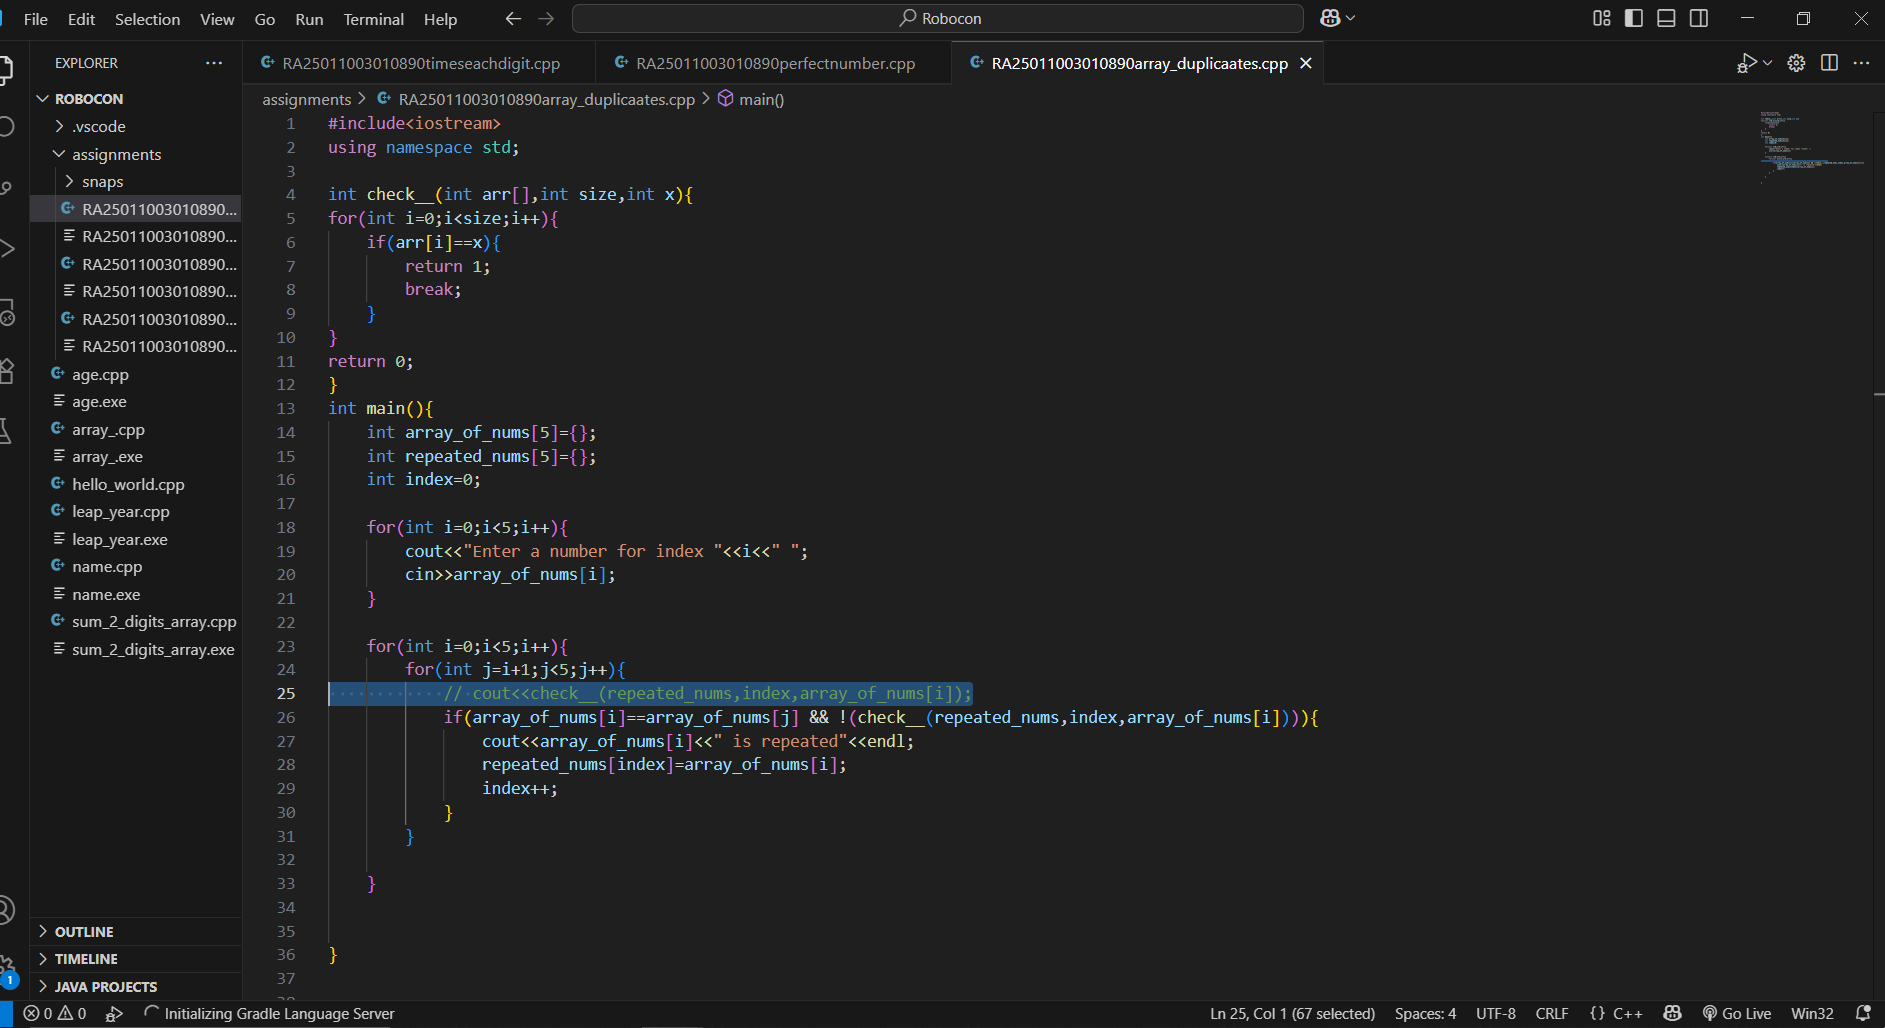 File Edit Selection View Go Run Terminal Help
Robocon
EXPLORER
ROBOCON
.vscode
assignments
snaps
RA25011003010890...
RA25011003010890...
RA25011003010890...
RA25011003010890...
RA25011003010890...
RA25011003010890...
age.cpp
age.exe
array_.cpp
array_.exe
hello_world.cpp
leap_year.cpp
leap_year.exe
name.cpp
name.exe
sum_2_digits_array.cpp
sum_2_digits_array.exe
OUTLINE
TIMELINE
JAVA PROJECTS
RA25011003010890timeseachdigit.cpp RA25011003010890perfectnumber.cpp RA25011003010890array_duplicaates.cpp
assignments > RA25011003010890array_duplicaates.cpp > main()
1 #include<iostream>
2 using namespace std;
3
4 int check__(int arr[],int size,int x){
5 for(int i=0;i<size;i++){
6     if(arr[i]==x){
7         return 1;
8         break;
9     }
10 }
11 return 0;
12 }
13 int main(){
14     int array_of_nums[5]={};
15     int repeated_nums[5]={};
16     int index=0;
17
18     for(int i=0;i<5;i++){
19         cout<<"Enter a number for index "<<i<<" ";
20         cin>>array_of_nums[i];
21     }
22
23     for(int i=0;i<5;i++){
24         for(int j=i+1;j<5;j++){
25             // cout<<check__(repeated_nums,index,array_of_nums[i]);
26             if(array_of_nums[i]==array_of_nums[j] && !(check__(repeated_nums,index,array_of_nums[i]))){
27                 cout<<array_of_nums[i]<<" is repeated"<<endl;
28                 repeated_nums[index]=array_of_nums[i];
29                 index++;
30             }
31         }
32
33     }
34
35
36 }
37
1
0 0 Initializing Gradle Language Server Ln 25, Col 1 (67 selected) Spaces: 4 UTF-8 CRLF {} C++ Go Live Win32